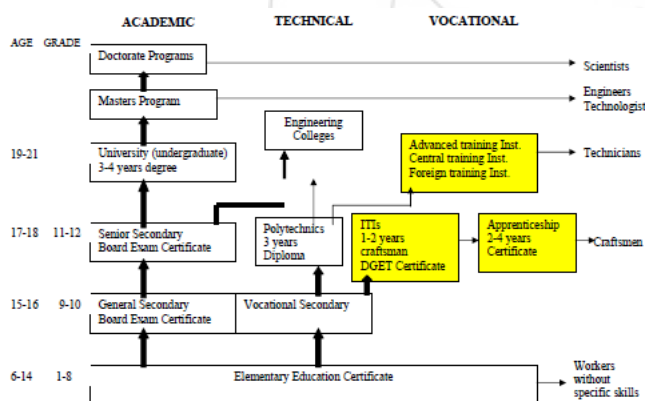 ACADEMIC TECHNICAL VOCATIONAL
AGE GRADE
Doctorate Programs
Scientists
Masters Program
Engineers
Technologist
Engineering
Colleges
19-21
University (undergraduate)
3-4 years degree
Advanced training Inst.
Central training Inst.
Foreign training Inst.
Technicians
17-18 11-12
Senior Secondary
Board Exam Certificate
Polytechnics
3 years
Diploma
ITIs
1-2 years
craftsman
DGET Certificate
Apprenticeship
2-4 years
Certificate
Craftsmen
15-16 9-10
General Secondary
Board Exam Certificate
Vocational Secondary
6-14 1-8
Elementary Education Certificate
Workers
without
specific skills